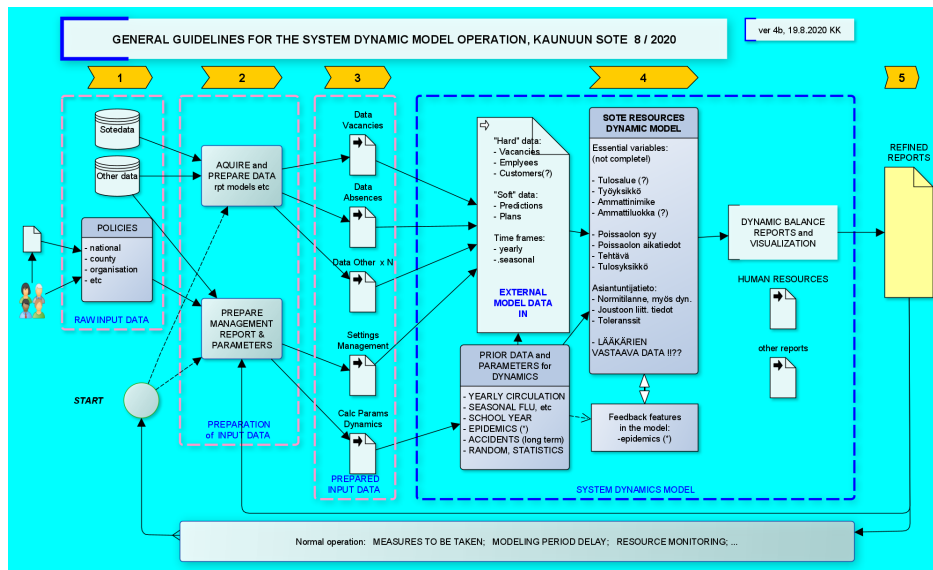 GENERAL GUIDELINES FOR THE SYSTEM DYNAMIC MODEL OPERATION, KAUNUUN SOTE 8 / 2020
ver 4b, 19.8.2020 KK
1
2
3
4
5
Sotedata
Other data
POLICIES
- national
- county
- organisation
- etc
RAW INPUT DATA
START
AQUIRE and
PREPARE DATA
rpt models etc
PREPARE
MANAGEMENT
REPORT &
PARAMETERS
PREPARATION
of INPUT DATA
Data
Vacancies
Data
Absences
Data Other x N
Settings
Management
Calc Params
Dynamics
PREPARED
INPUT DATA
"Hard" data:
- Vacancies
- Emplyees
- Customers(?)
"Soft" data:
- Predictions
- Plans
Time frames:
- yearly
- .seasonal
EXTERNAL
MODEL DATA
IN
PRIOR DATA and
PARAMETERS for
DYNAMICS
- YEARLY CIRCULATION
- SEASONAL FLU, etc
- SCHOOL YEAR
- EPIDEMICS (*)
- ACCIDENTS (long term)
- RANDOM, STATISTICS
SOTE RESOURCES
DYNAMIC MODEL
Essential variables:
(not complete!)
- Tulosalue (?)
- Työyksikkö
- Ammattinimike
- Ammattiluokka (?)
- Poissaolon syy
- Poissaolon aikatiedot
- Tehtävä
- Tulosyksikkö
Asiantuntijatieto:
- Normitilanne, myös dyn.
- Joustoon liitt. tiedot
- Toleranssit
- LÄÄKÄRIEN
VASTAAVA DATA !!??
Feedback features
in the model:
-epidemics (*)
DYNAMIC BALANCE
REPORTS and
VISUALIZATION
HUMAN RESOURCES
other reports
SYSTEM DYNAMICS MODEL
REFINED
REPORTS
Normal operation: MEASURES TO BE TAKEN; MODELING PERIOD DELAY; RESOURCE MONITORING; ...